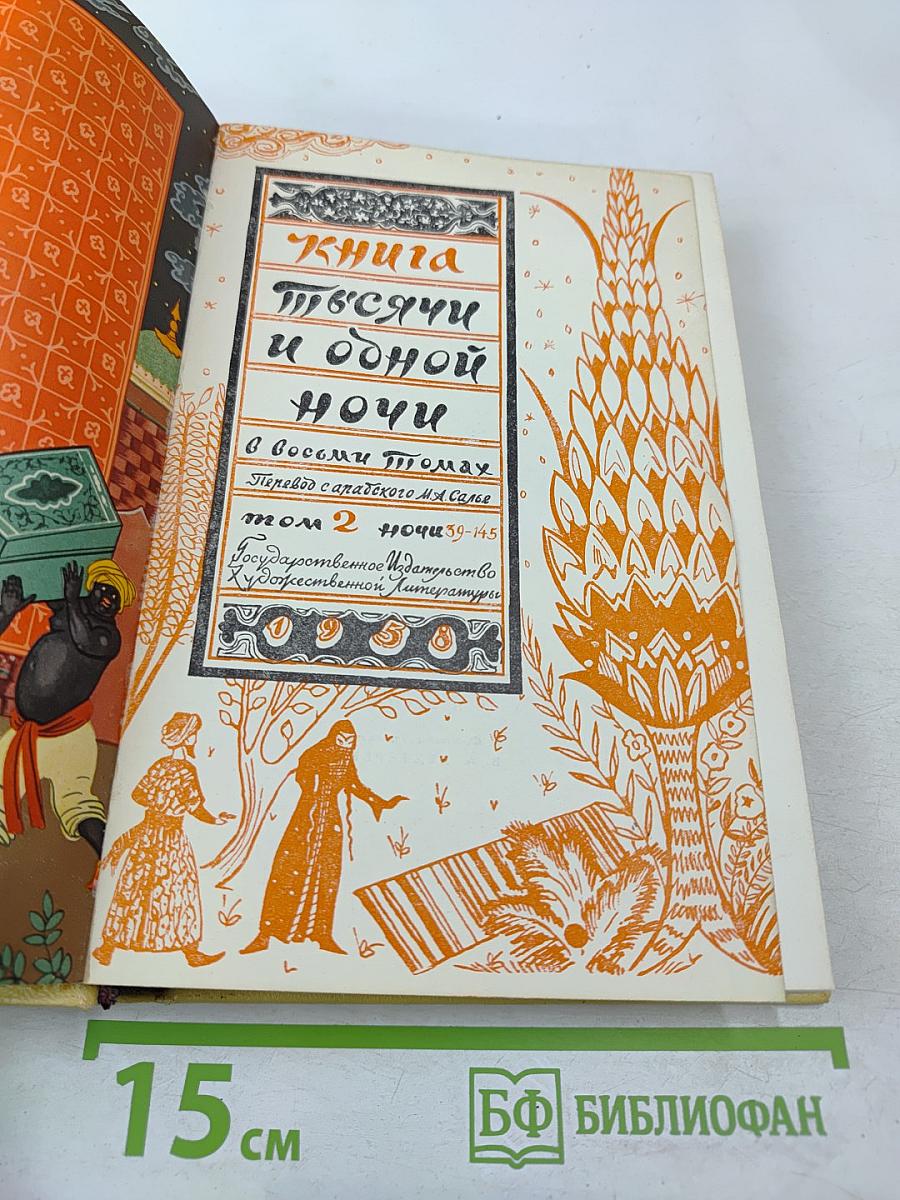 Книга
тысячи
и одной
ночи
в восьми томах
Перевод с арабского М.А.Салье
том 2 ночи 39-145
Государственное Издательство
Художественной Литературы
1958
15 см
БФ БИБЛИОФАН